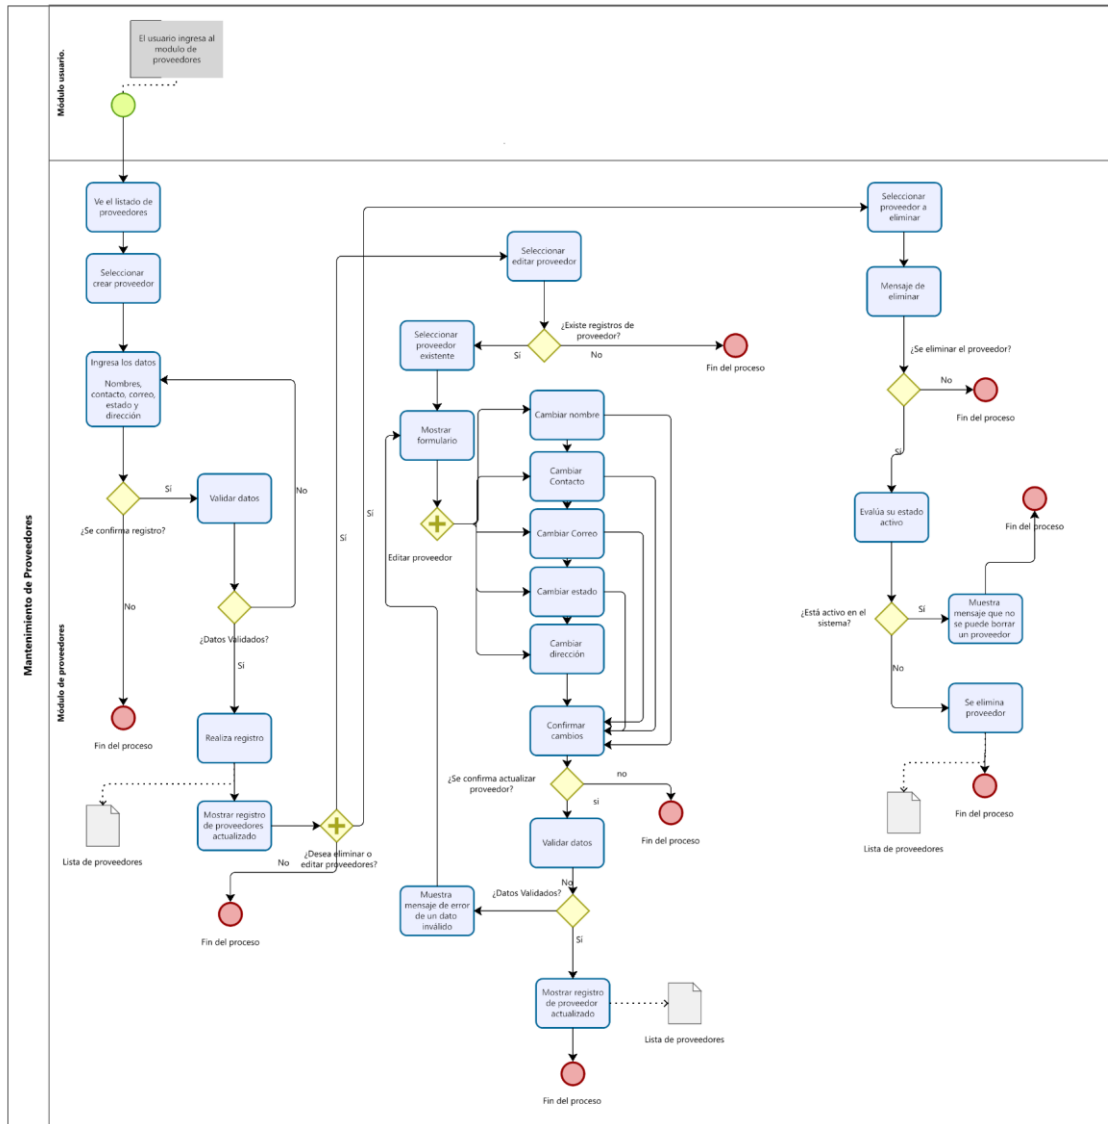 Mantenimiento de Proveedores
Módulo usuario.
El usuario ingresa al
modulo de
proveedores
Módulo de proveedores
Ve el listado de
proveedores
Seleccionar
crear proveedor
Ingresa los datos
Nombres,
contacto, correo,
estado y
dirección
¿Se confirma registro?
Sí
No
Fin del proceso
Validar datos
¿Datos Validados?
No
Sí
Realiza registro
Lista de proveedores
Mostrar registro
de proveedores
actualizado
¿Desea eliminar o
editar proveedores?
No
Fin del proceso
Sí
Sí
Seleccionar
editar proveedor
¿Existe registros de
proveedor?
Sí
No
Fin del proceso
Seleccionar
proveedor
existente
Mostrar
formulario
Editar proveedor
Cambiar nombre
Cambiar
Contacto
Cambiar Correo
Cambiar estado
Cambiar
dirección
Confirmar
cambios
¿Se confirma actualizar
proveedor?
no
Fin del proceso
si
Validar datos
¿Datos Validados?
No
Muestra
mensaje de error
de un dato
inválido
Sí
Mostrar registro
de proveedor
actualizado
Lista de proveedores
Fin del proceso
Seleccionar
proveedor a
eliminar
Mensaje de
eliminar
¿Se eliminar el proveedor?
No
Fin del proceso
Sí
Evalúa su estado
activo
¿Está activo en el
sistema?
Sí
Muestra
mensaje que no
se puede borrar
un proveedor
Fin del proceso
No
Se elimina
proveedor
Lista de proveedores
Fin del proceso